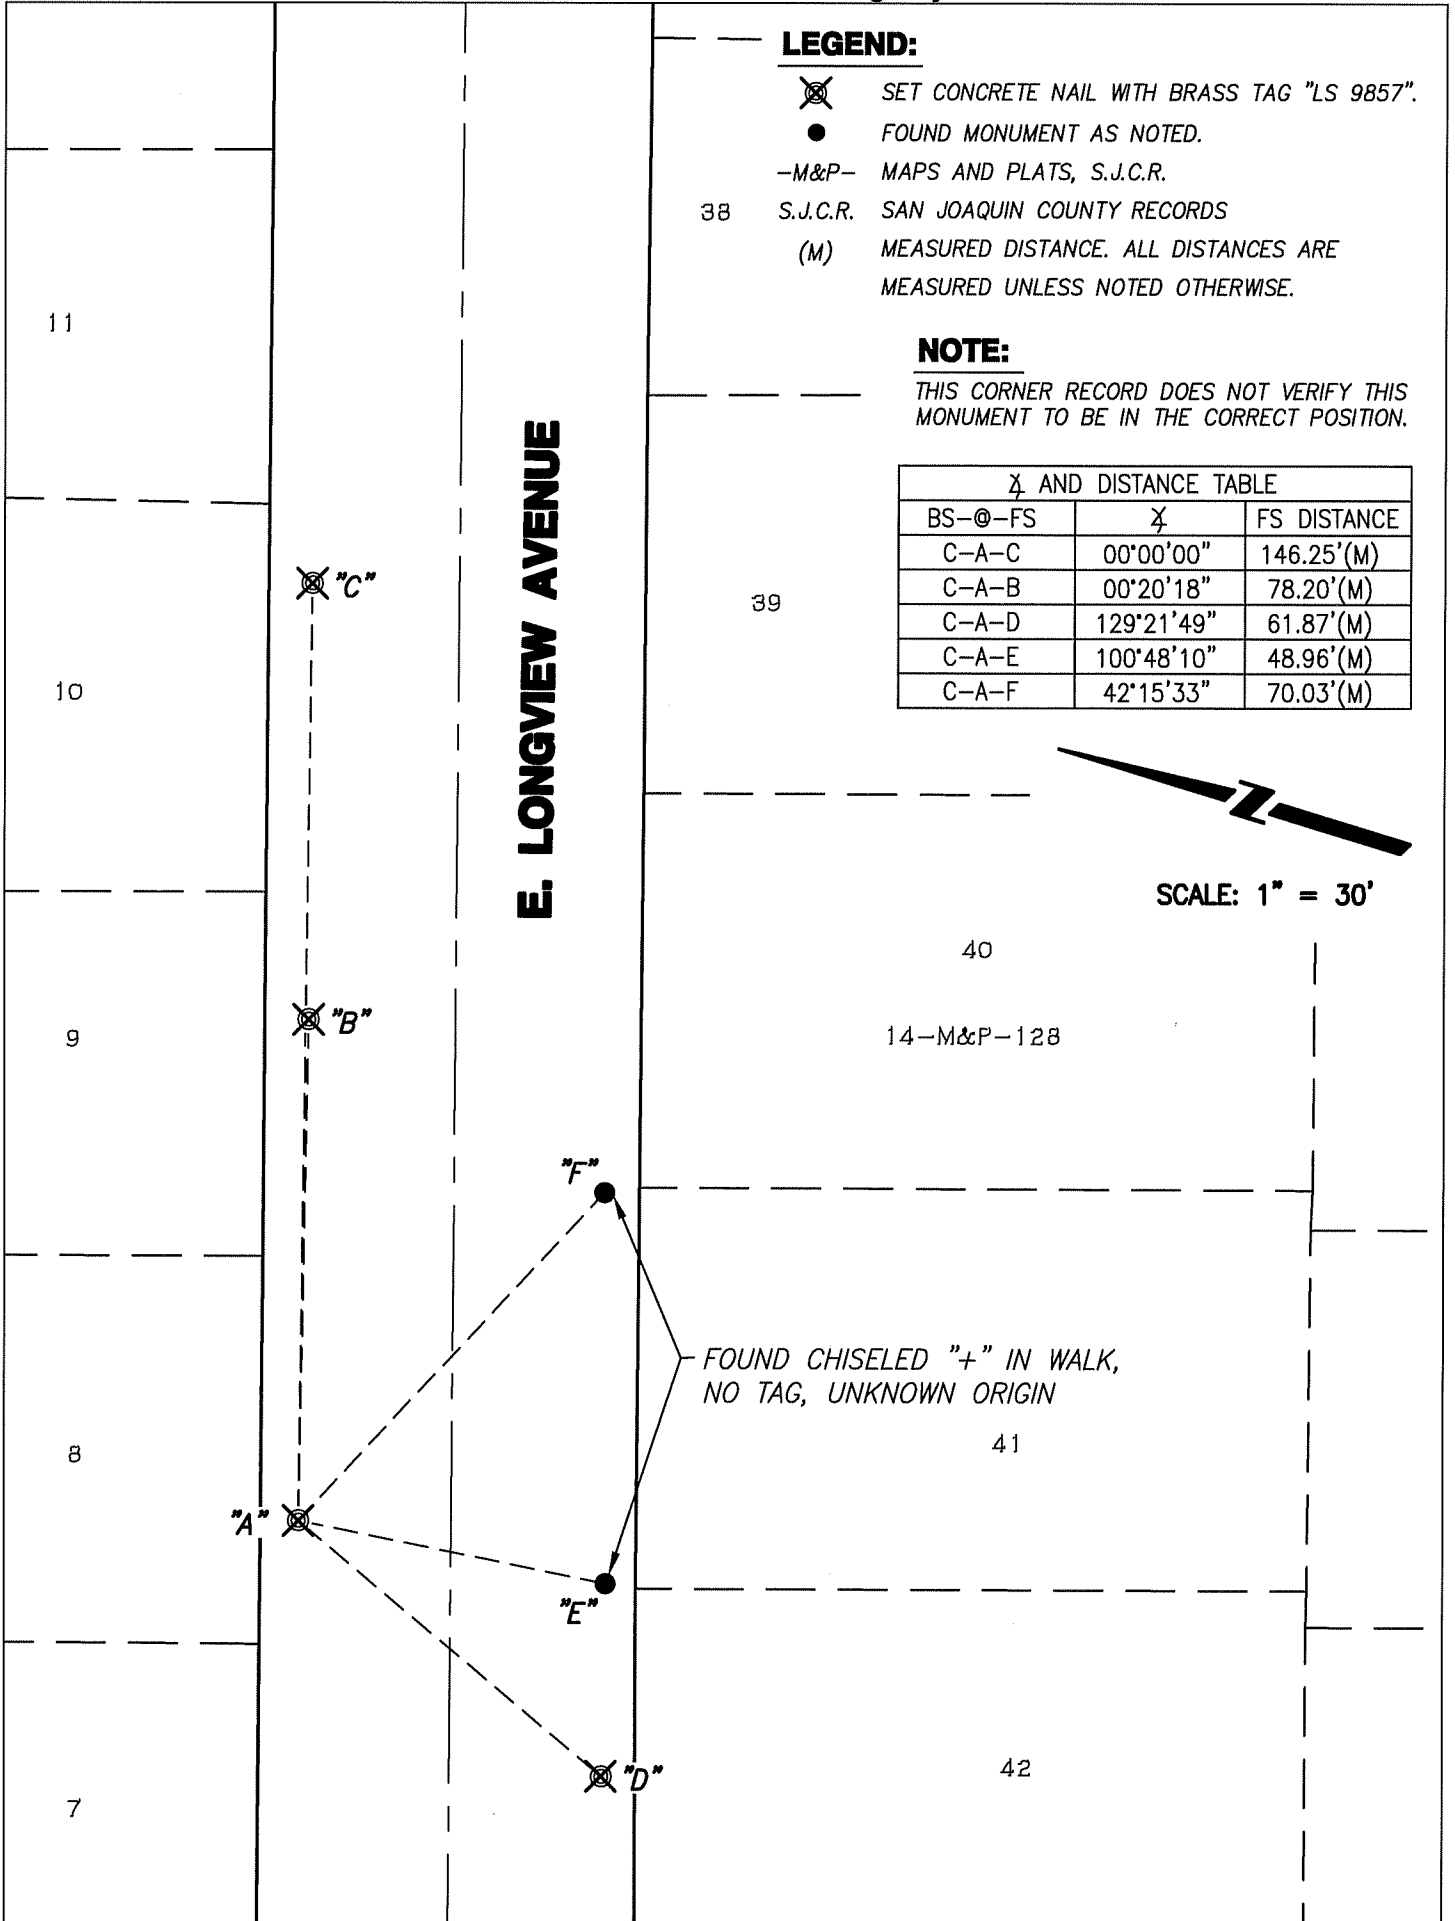 LEGEND:
SET CONCRETE NAIL WITH BRASS TAG "LS 9857".
FOUND MONUMENT AS NOTED.
-M&P- MAPS AND PLATS, S.J.C.R.
S.J.C.R. SAN JOAQUIN COUNTY RECORDS
(M) MEASURED DISTANCE. ALL DISTANCES ARE
MEASURED UNLESS NOTED OTHERWISE.
38
11
NOTE:
THIS CORNER RECORD DOES NOT VERIFY THIS
MONUMENT TO BE IN THE CORRECT POSITION.
∡ AND DISTANCE TABLE
BS-@-FS ∡ FS DISTANCE
C-A-C 00°00'00" 146.25'(M)
C-A-B 00°20'18" 78.20'(M)
C-A-D 129°21'49" 61.87'(M)
C-A-E 100°48'10" 48.96'(M)
C-A-F 42°15'33" 70.03'(M)
E. LONGVIEW AVENUE
"C"
39
10
Z
SCALE: 1" = 30'
40
"B"
9
14-M&P-128
"F"
FOUND CHISELED "+" IN WALK,
NO TAG, UNKNOWN ORIGIN
41
8
"A"
"E"
"D"
42
7